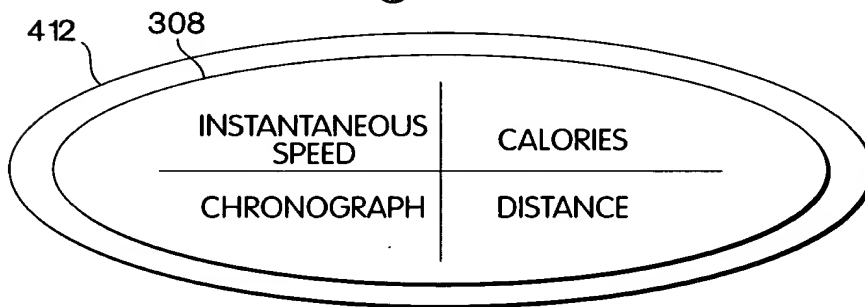 412
308
INSTANTANEOUS
SPEED
CALORIES
CHRONOGRAPH
DISTANCE